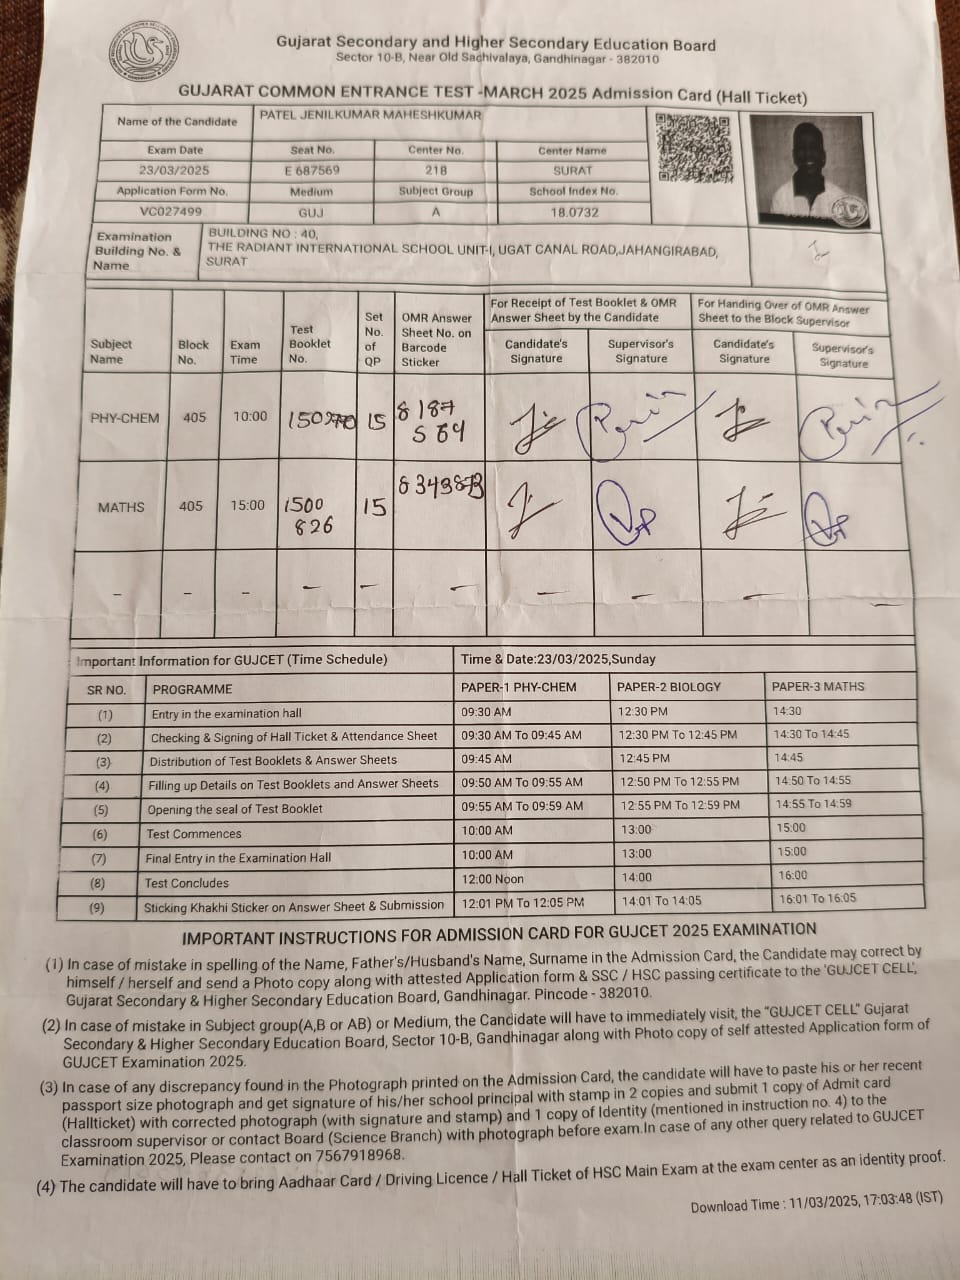 Gujarat Secondary and Higher Secondary Education Board
Sector 10-B, Near Old Sachivalaya, Gandhinagar - 382010
GUJARAT COMMON ENTRANCE TEST -MARCH 2025 Admission Card (Hall Ticket)
Name of the Candidate PATEL JENILKUMAR MAHESHKUMAR
Exam Date Seat No. Center No. Center Name
23/03/2025 E 687569 218 SURAT
Application Form No. Medium Subject Group School Index No.
VC027499 GUJ A 18.0732
Examination Building No. & Name
BUILDING NO : 40,
THE RADIANT INTERNATIONAL SCHOOL UNIT-I, UGAT CANAL ROAD,JAHANGIRABAD,
SURAT
Subject Name Block No. Exam Time Test Booklet No. Set No. of QP OMR Answer Sheet No. on Barcode Sticker
For Receipt of Test Booklet & OMR Answer Sheet by the Candidate
For Handing Over of OMR Answer Sheet to the Block Supervisor
Candidate's Signature Supervisor's Signature Candidate's Signature Supervisor's Signature
PHY-CHEM 405 10:00 15 8187
564
MATHS 405 15:00 1500 15
826
- - - - - - - - - -
Important Information for GUJCET (Time Schedule) Time & Date:23/03/2025,Sunday
SR NO. PROGRAMME PAPER-1 PHY-CHEM PAPER-2 BIOLOGY PAPER-3 MATHS
(1) Entry in the examination hall 09:30 AM 12:30 PM 14:30
(2) Checking & Signing of Hall Ticket & Attendance Sheet 09:30 AM To 09:45 AM 12:30 PM To 12:45 PM 14:30 To 14:45
(3) Distribution of Test Booklets & Answer Sheets 09:45 AM 12:45 PM 14:45
(4) Filling up Details on Test Booklets and Answer Sheets 09:50 AM To 09:55 AM 12:50 PM To 12:55 PM 14:50 To 14:55
(5) Opening the seal of Test Booklet 09:55 AM To 09:59 AM 12:55 PM To 12:59 PM 14:55 To 14:59
(6) Test Commences 10:00 AM 13:00 15:00
(7) Final Entry in the Examination Hall 10:00 AM 13:00 15:00
(8) Test Concludes 12:00 Noon 14:00 16:00
(9) Sticking Khakhi Sticker on Answer Sheet & Submission 12:01 PM To 12:05 PM 14:01 To 14:05 16:01 To 16:05
IMPORTANT INSTRUCTIONS FOR ADMISSION CARD FOR GUJCET 2025 EXAMINATION
(1) In case of mistake in spelling of the Name, Father's/Husband's Name, Surname in the Admission Card, the Candidate may correct by
himself / herself and send a Photo copy along with attested Application form & SSC / HSC passing certificate to the 'GUJCET CELL',
Gujarat Secondary & Higher Secondary Education Board, Gandhinagar. Pincode - 382010.
(2) In case of mistake in Subject group(A,B or AB) or Medium, the Candidate will have to immediately visit, the "GUJCET CELL" Gujarat
Secondary & Higher Secondary Education Board, Sector 10-B, Gandhinagar along with Photo copy of self attested Application form of
GUJCET Examination 2025.
(3) In case of any discrepancy found in the Photograph printed on the Admission Card, the candidate will have to paste his or her recent
passport size photograph and get signature of his/her school principal with stamp in 2 copies and submit 1 copy of Admit card
(Hallticket) with corrected photograph (with signature and stamp) and 1 copy of Identity (mentioned in instruction no. 4) to the
classroom supervisor or contact Board (Science Branch) with photograph before exam.In case of any other query related to GUJCET
Examination 2025, Please contact on 7567918968.
(4) The candidate will have to bring Aadhaar Card / Driving Licence / Hall Ticket of HSC Main Exam at the exam center as an identity proof.
Download Time : 11/03/2025, 17:03:48 (IST)